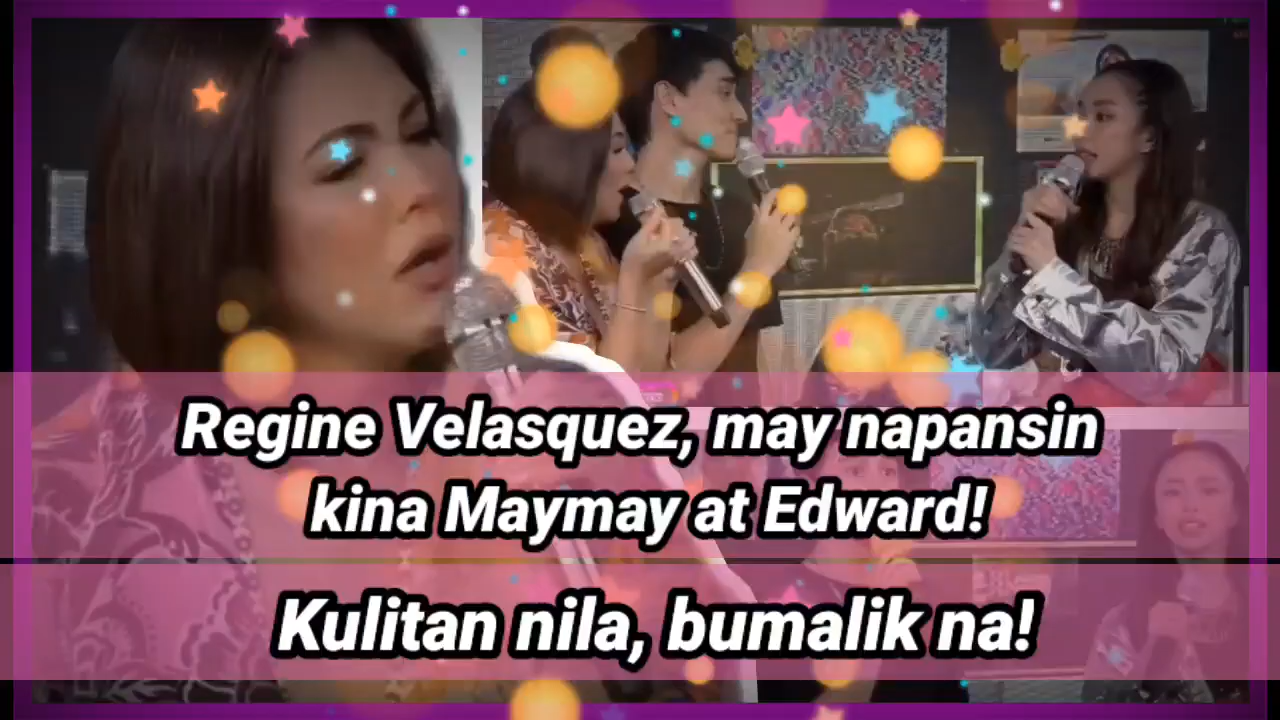 Regine Velasquez, may napansin
kina Maymay at Edward!
Kulitan nila, bumalik na!